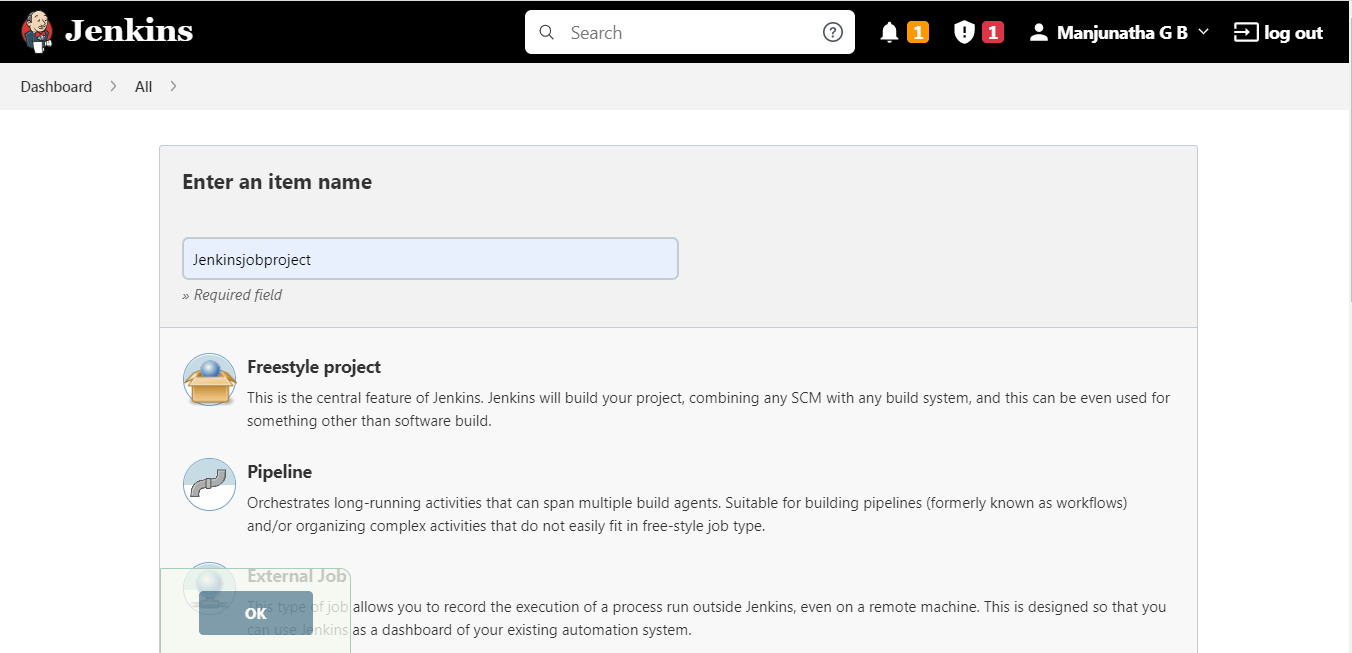 Jenkins
Search
1
1
Manjunatha G B
log out
Dashboard
All
Enter an item name
Jenkinsjobproject
» Required field
Freestyle project
This is the central feature of Jenkins. Jenkins will build your project, combining any SCM with any build system, and this can be even used for
something other than software build.
Pipeline
Orchestrates long-running activities that can span multiple build agents. Suitable for building pipelines (formerly known as workflows)
and/or organizing complex activities that do not easily fit in free-style job type.
External Job
This type of job allows you to record the execution of a process run outside Jenkins, even on a remote machine. This is designed so that you
OK
can use Jenkins as a dashboard of your existing automation system.